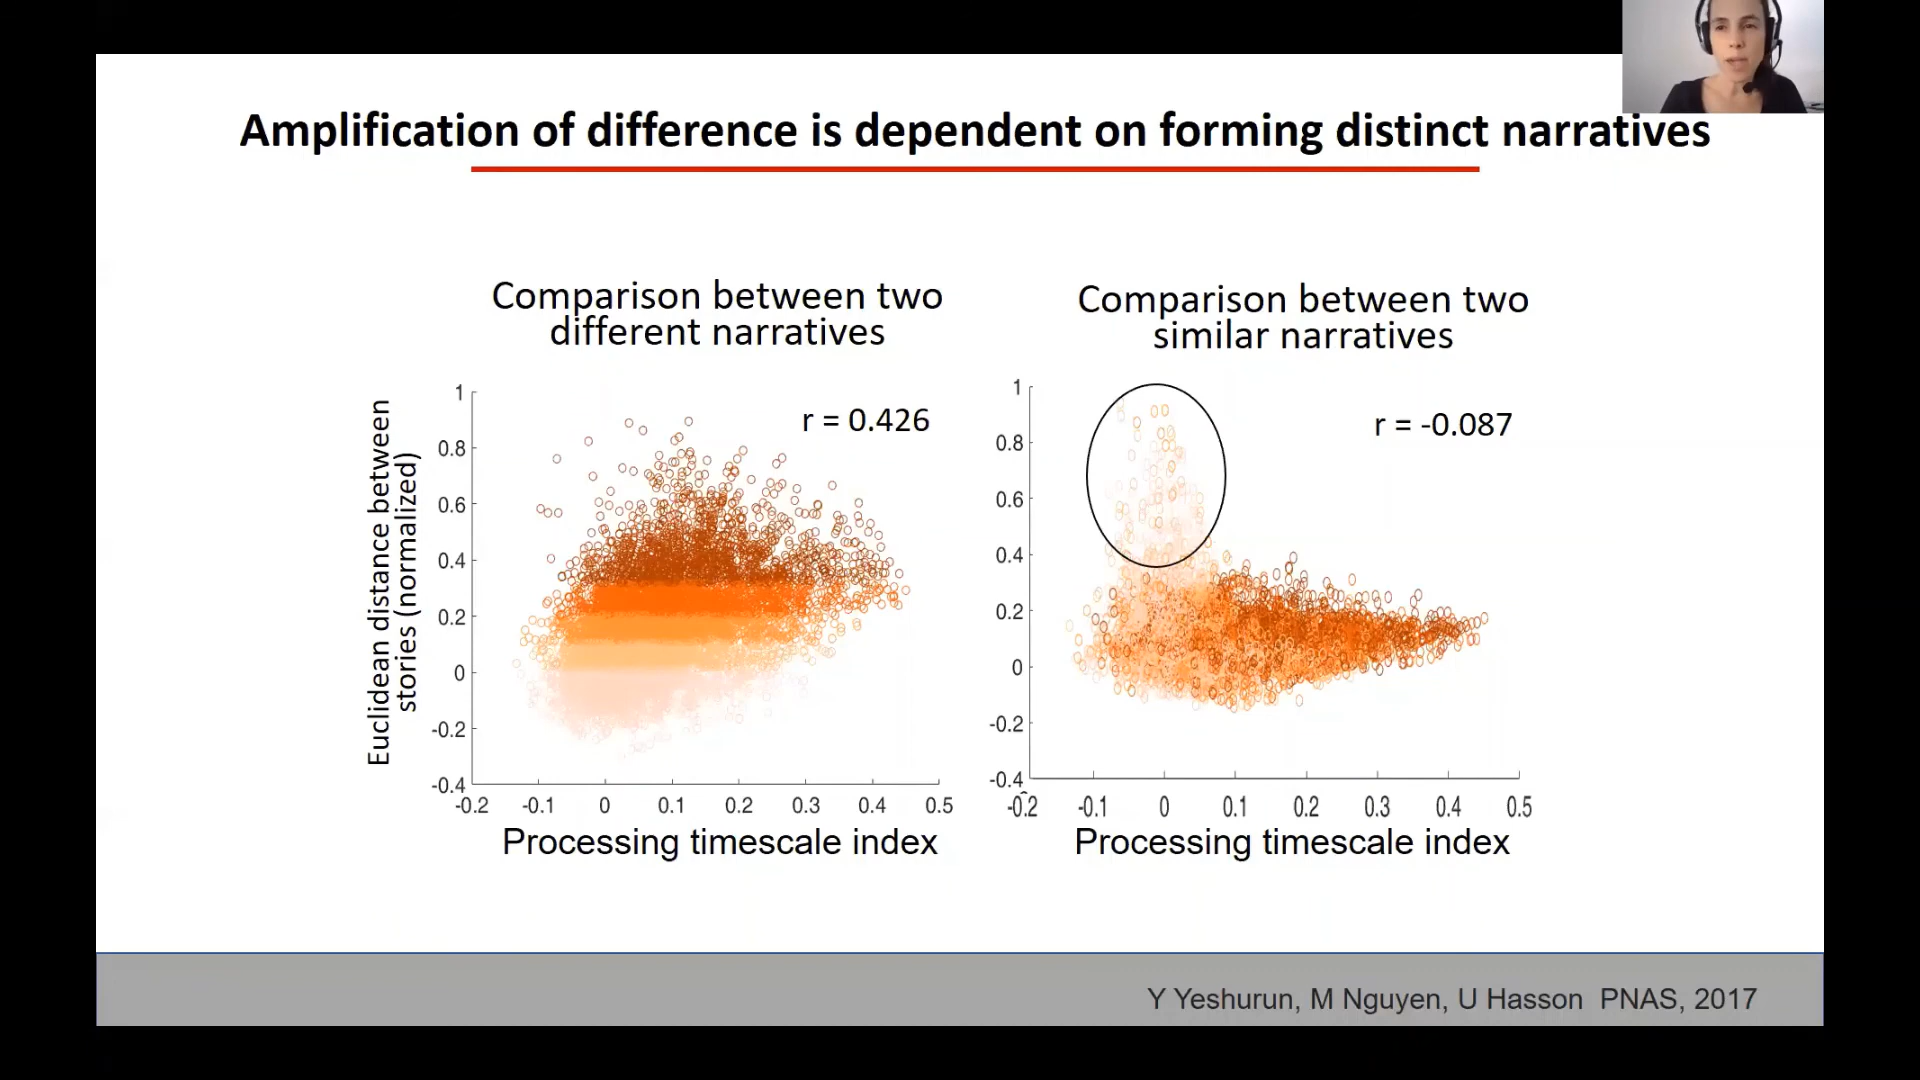 Amplification of difference is dependent on forming distinct narratives
Comparison between two
different narratives
Comparison between two
similar narratives
Euclidean distance between
stories (normalized)
r = 0.426
1
0.8
0.6
0.4
0.2
0
-0.2
-0.4
-0.2 -0.1 0 0.1 0.2 0.3 0.4 0.5
Processing timescale index
r = -0.087
1
0.8
0.6
0.4
0.2
0
-0.2
-0.4
-0.2 -0.1 0 0.1 0.2 0.3 0.4 0.5
Processing timescale index
Y Yeshurun, M Nguyen, U Hasson PNAS, 2017